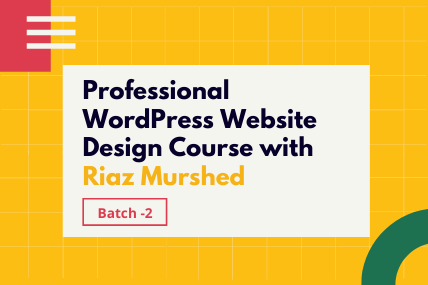 Professional
WordPress Website
Design Course with
Riaz Murshed
Batch -2